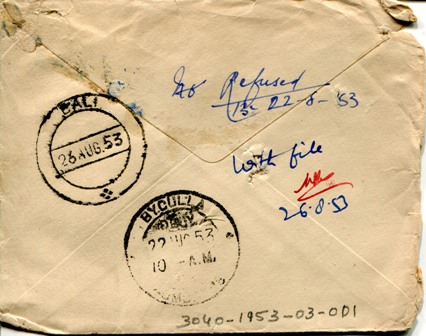 Refused
22-8-'53
With file
26.8.53
BALI
26 AUG.53
BYCULLA
22 AUG 53
10 -A.M.
3040-1953-03-001